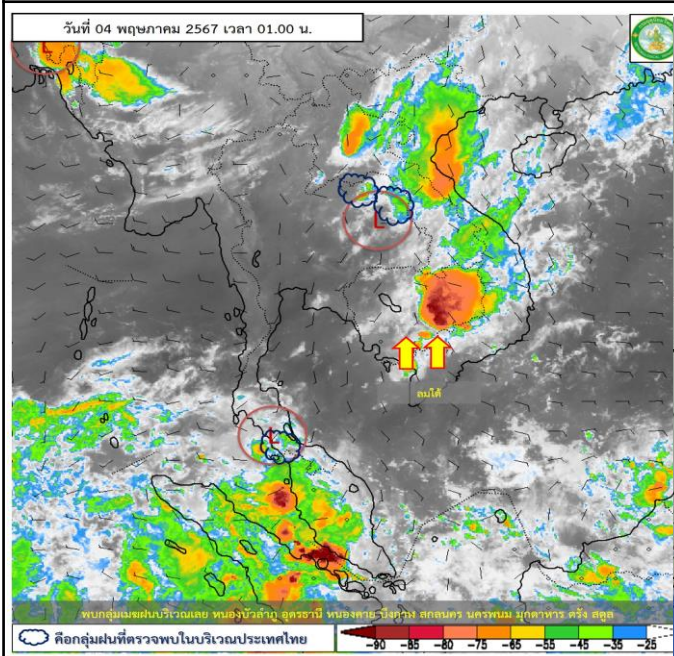 วันที่ 04 พฤษภาคม 2567 เวลา 01.00 น.
L
L
ลมใต้
L
พบกลุ่มเมฆฝนบริเวณเลย หนองบัวลำภู อุดรธานี หนองคาย บึงกาฬ สกลนคร นครพนม มุกดาหาร ตรัง สตูล
คือกลุ่มฝนที่ตรวจพบในบริเวณประเทศไทย
-90 -85 -80 -75 -65 -55 -45 -35 -25